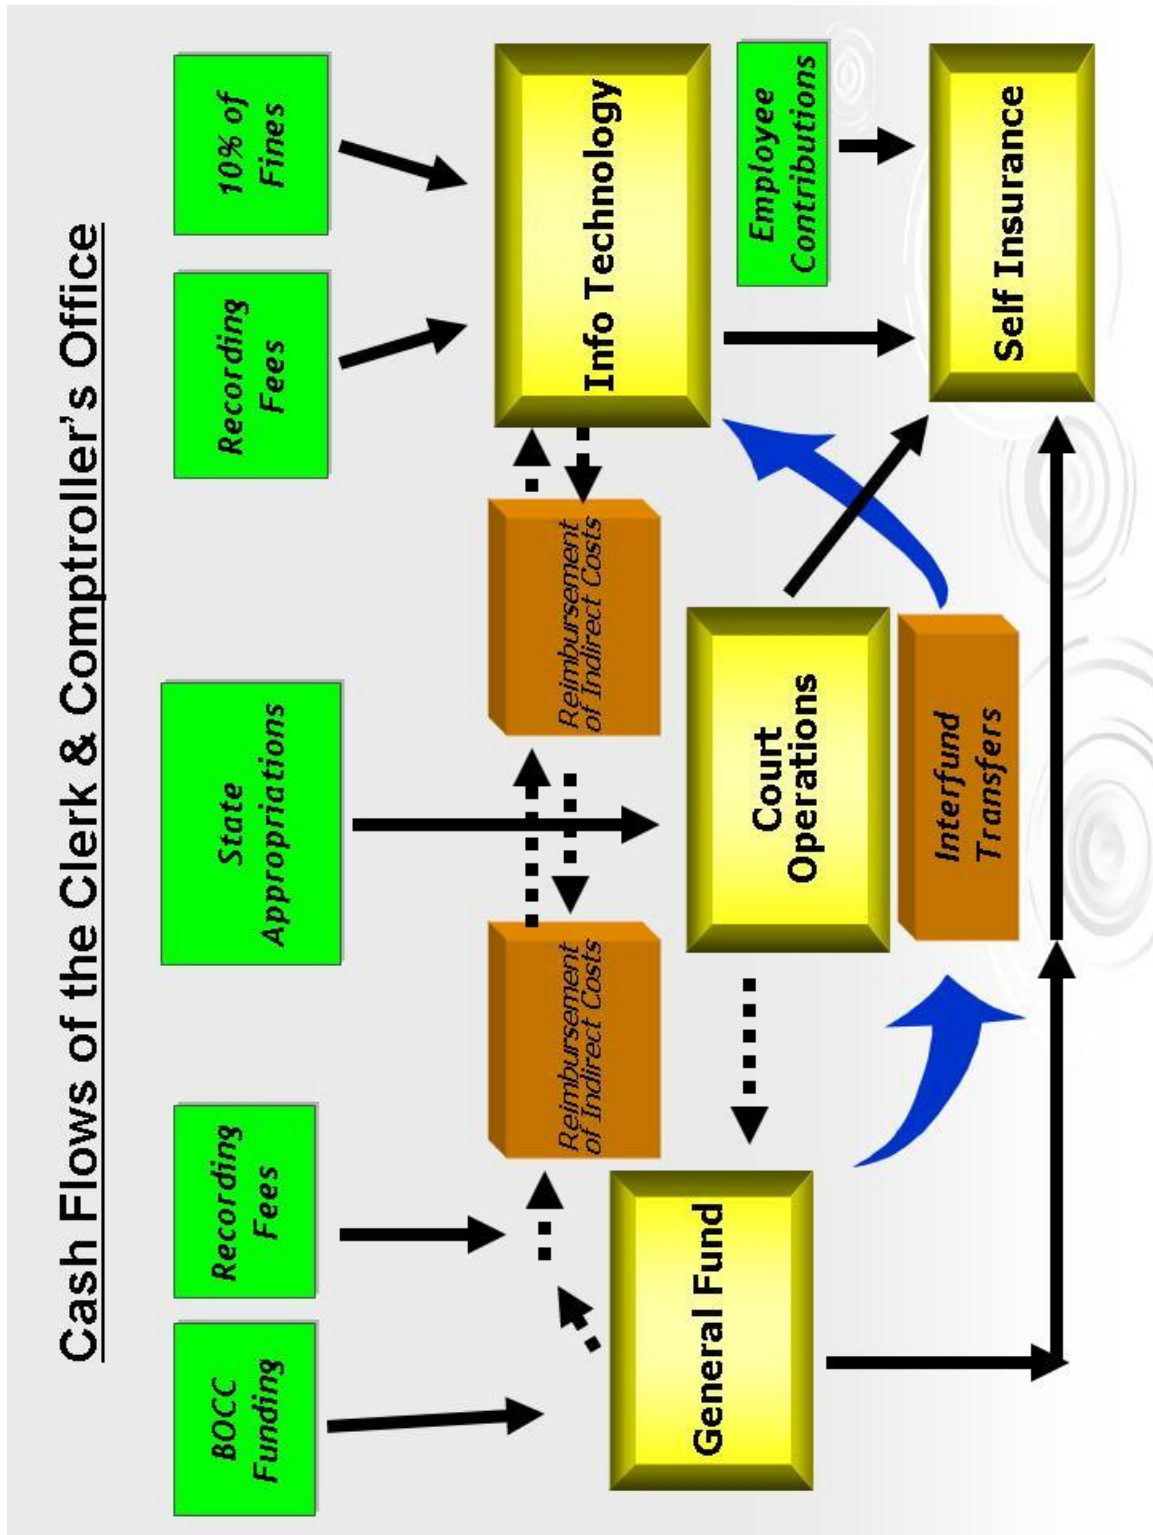 Cash Flows of the Clerk & Comptroller's Office
BOCC
Funding
Recording
Fees
State
Appropriations
Recording
Fees
10% of
Fines
Reimbursement
of Indirect Costs
Reimbursement
of Indirect Costs
Info Technology
General Fund
Court
Operations
Employee
Contributions
Interfund
Transfers
Self Insurance